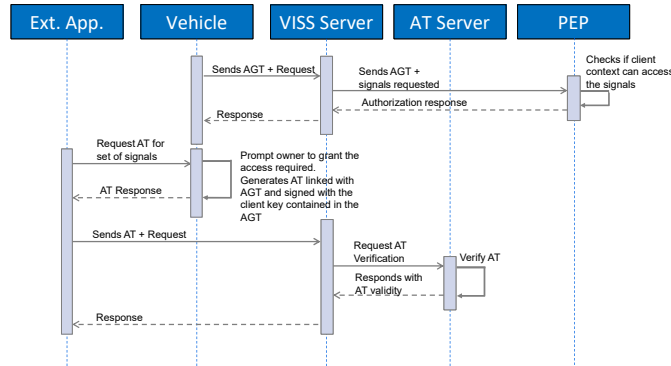 Ext. App.
Vehicle
VISS Server
AT Server
PEP
Sends AGT + Request
Sends AGT +
signals requested
Checks if client
context can access
the signals
Authorization response
Response
Request AT for
set of signals
Prompt owner to grant the
access required.
Generates AT linked with
AGT and signed with the
client key contained in the
AGT
AT Response
Sends AT + Request
Request AT
Verification
Verify AT
Responds with
AT validity
Response